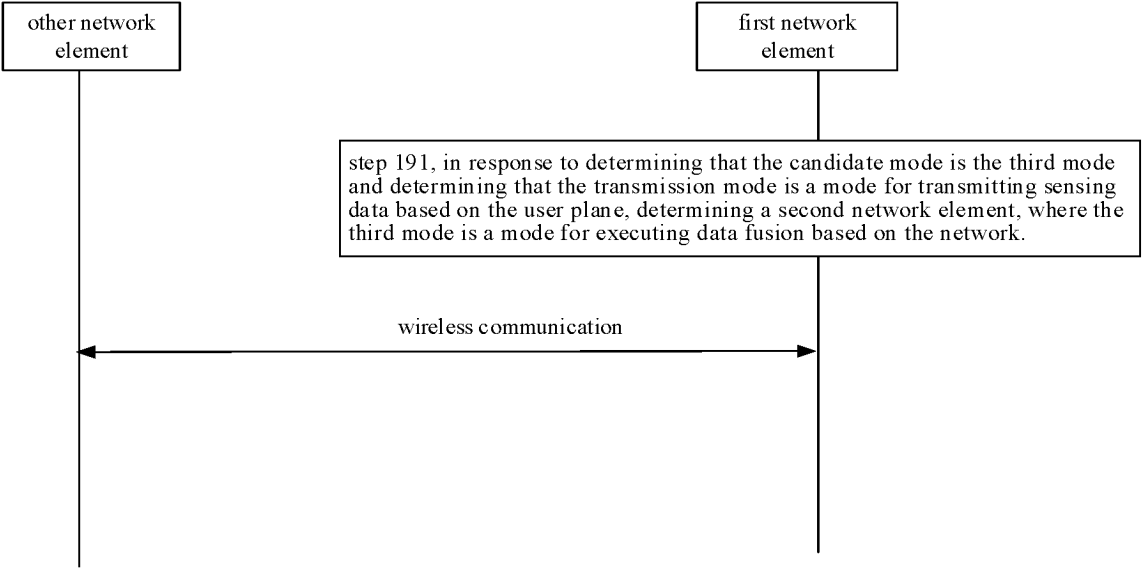 other network
element
first network
element
step 191, in response to determining that the candidate mode is the third mode
and determining that the transmission mode is a mode for transmitting sensing
data based on the user plane, determining a second network element, where the
third mode is a mode for executing data fusion based on the network.
wireless communication